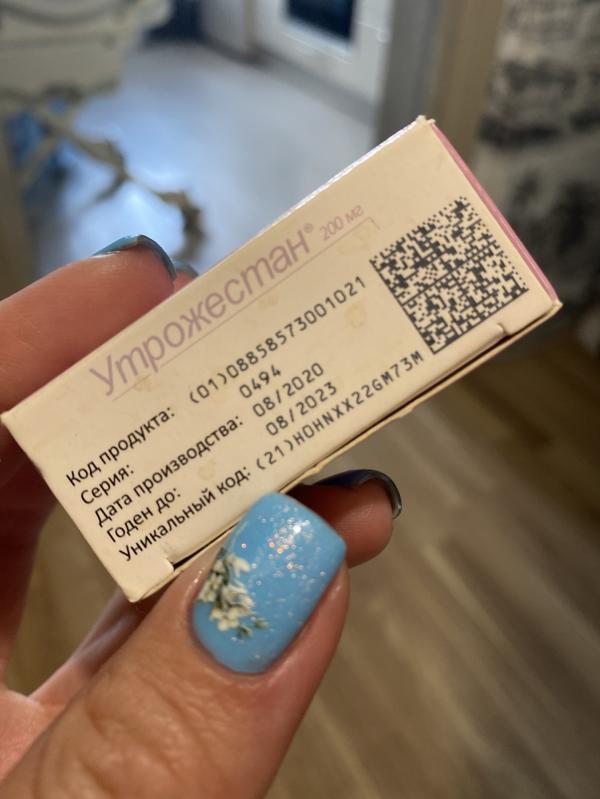 Утрожестан® 200 мг
Код продукта: (01)08858573001021
Серия: 0494
Дата производства: 08/2020
Годен до: 08/2023
Уникальный код: (21)H0HNXX22GM73M